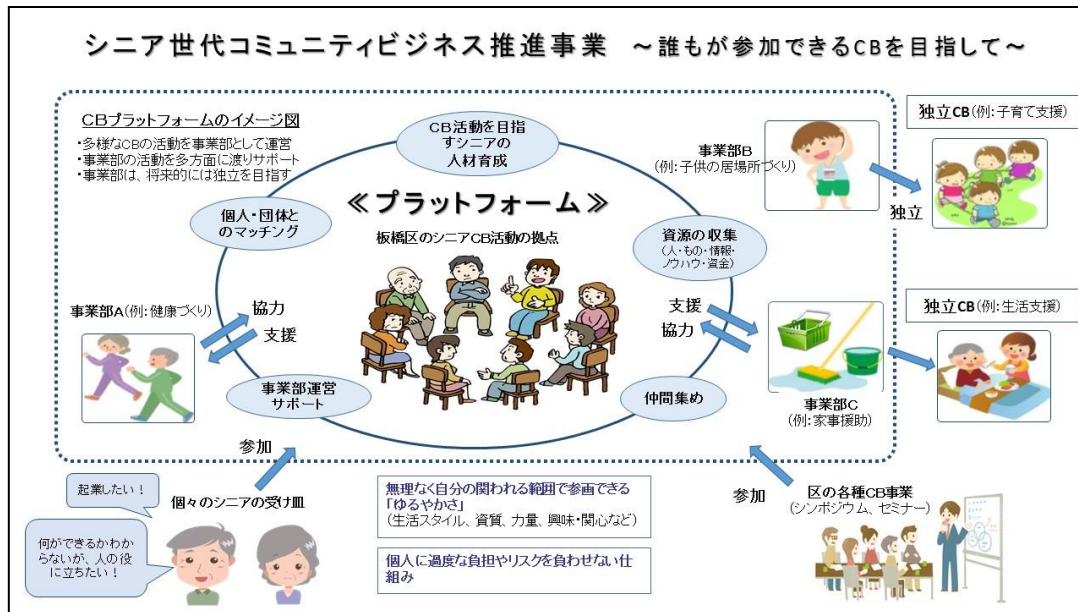 シニア世代コミュニティビジネス推進事業 ～誰もが参加できるCBを目指して～
CBプラットフォームのイメージ図
・多様なCBの活動を事業部として運営
・事業部の活動を多方面に渡りサポート
・事業部は、将来的には独立を目指す
CB活動を目指
すシニアの
人材育成
個人・団体と
のマッチング
≪プラットフォーム≫
板橋区のシニアCB活動の拠点
資源の収集
(人・もの・情報・
ノウハウ・資金)
事業部B
(例:子供の居場所づくり)
独立
独立CB(例:子育て支援)
事業部A(例:健康づくり)
協力
支援
支援
協力
独立CB(例:生活支援)
事業部運営
サポート
仲間集め
事業部C
(例:家事援助)
参加
起業したい！
個々のシニアの受け皿
何ができるかわか
らないが、人の役
に立ちたい！
無理なく自分の関われる範囲で参画できる
「ゆるやかさ」
(生活スタイル、資質、力量、興味・関心など)
個人に過度な負担やリスクを負わせない仕
組み
参加
区の各種CB事業
(シンポジウム、セミナー)